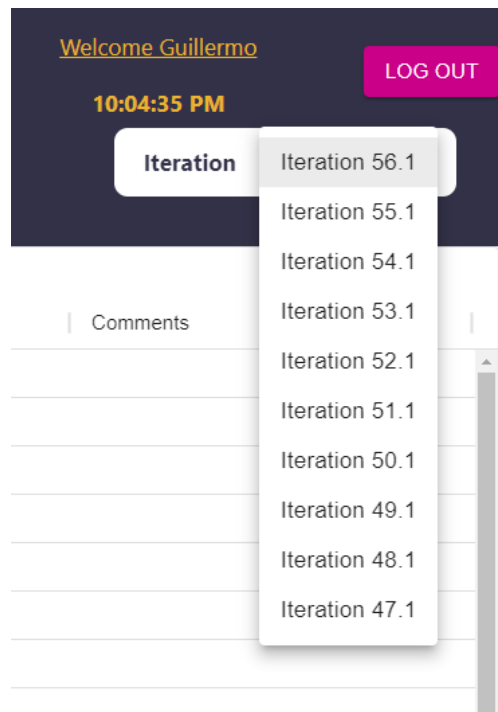 Welcome Guillermo
LOG OUT
10:04:35 PM
Iteration
Iteration 56.1
Iteration 55.1
Iteration 54.1
Iteration 53.1
Comments
Iteration 52.1
Iteration 51.1
Iteration 50.1
Iteration 49.1
Iteration 48.1
Iteration 47.1